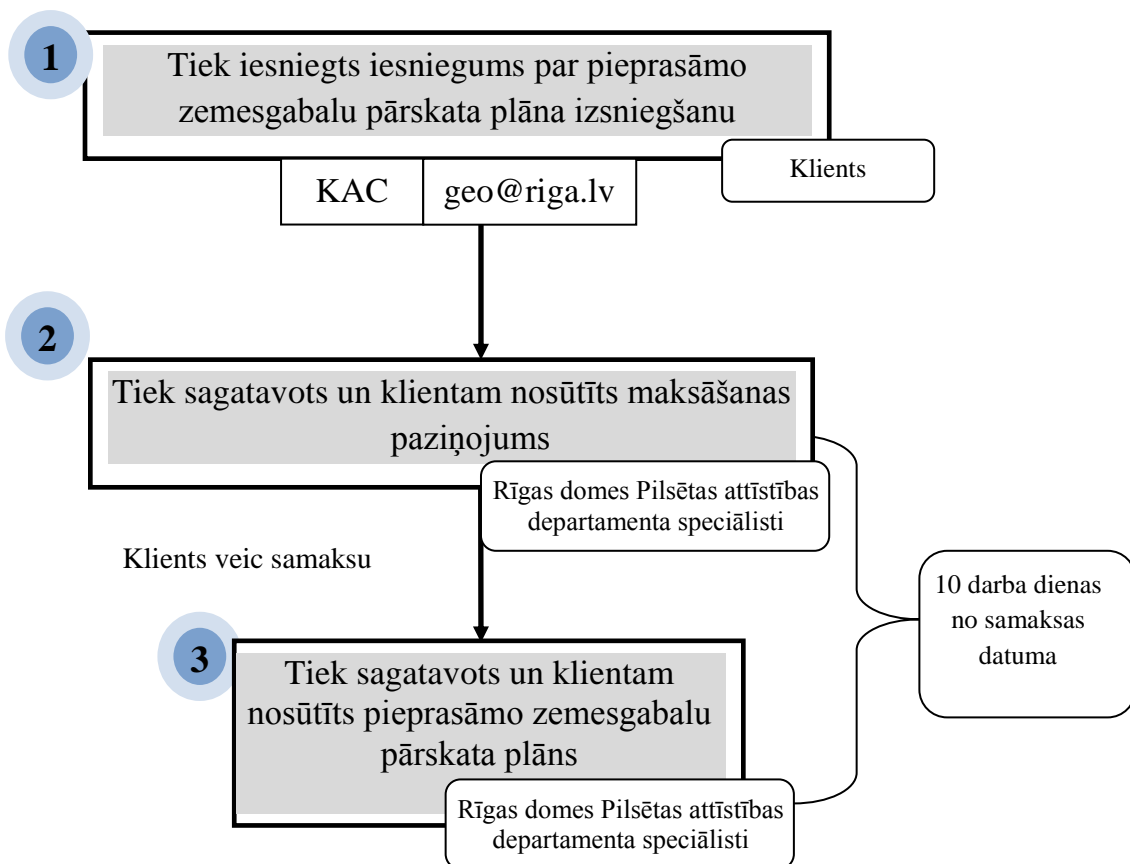 1
Tiek iesniegts iesniegums par pieprasāmo
zemesgabalu pārskata plāna izsniegšanu
Klients
KAC
geo@riga.lv
2
Tiek sagatavots un klientam nosūtīts maksāšanas
paziņojums
Rīgas domes Pilsētas attīstības
departamenta speciālisti
Klients veic samaksu
10 darba dienas
no samaksas
datuma
3
Tiek sagatavots un klientam
nosūtīts pieprasāmo zemesgabalu
pārskata plāns
Rīgas domes Pilsētas attīstības
departamenta speciālisti